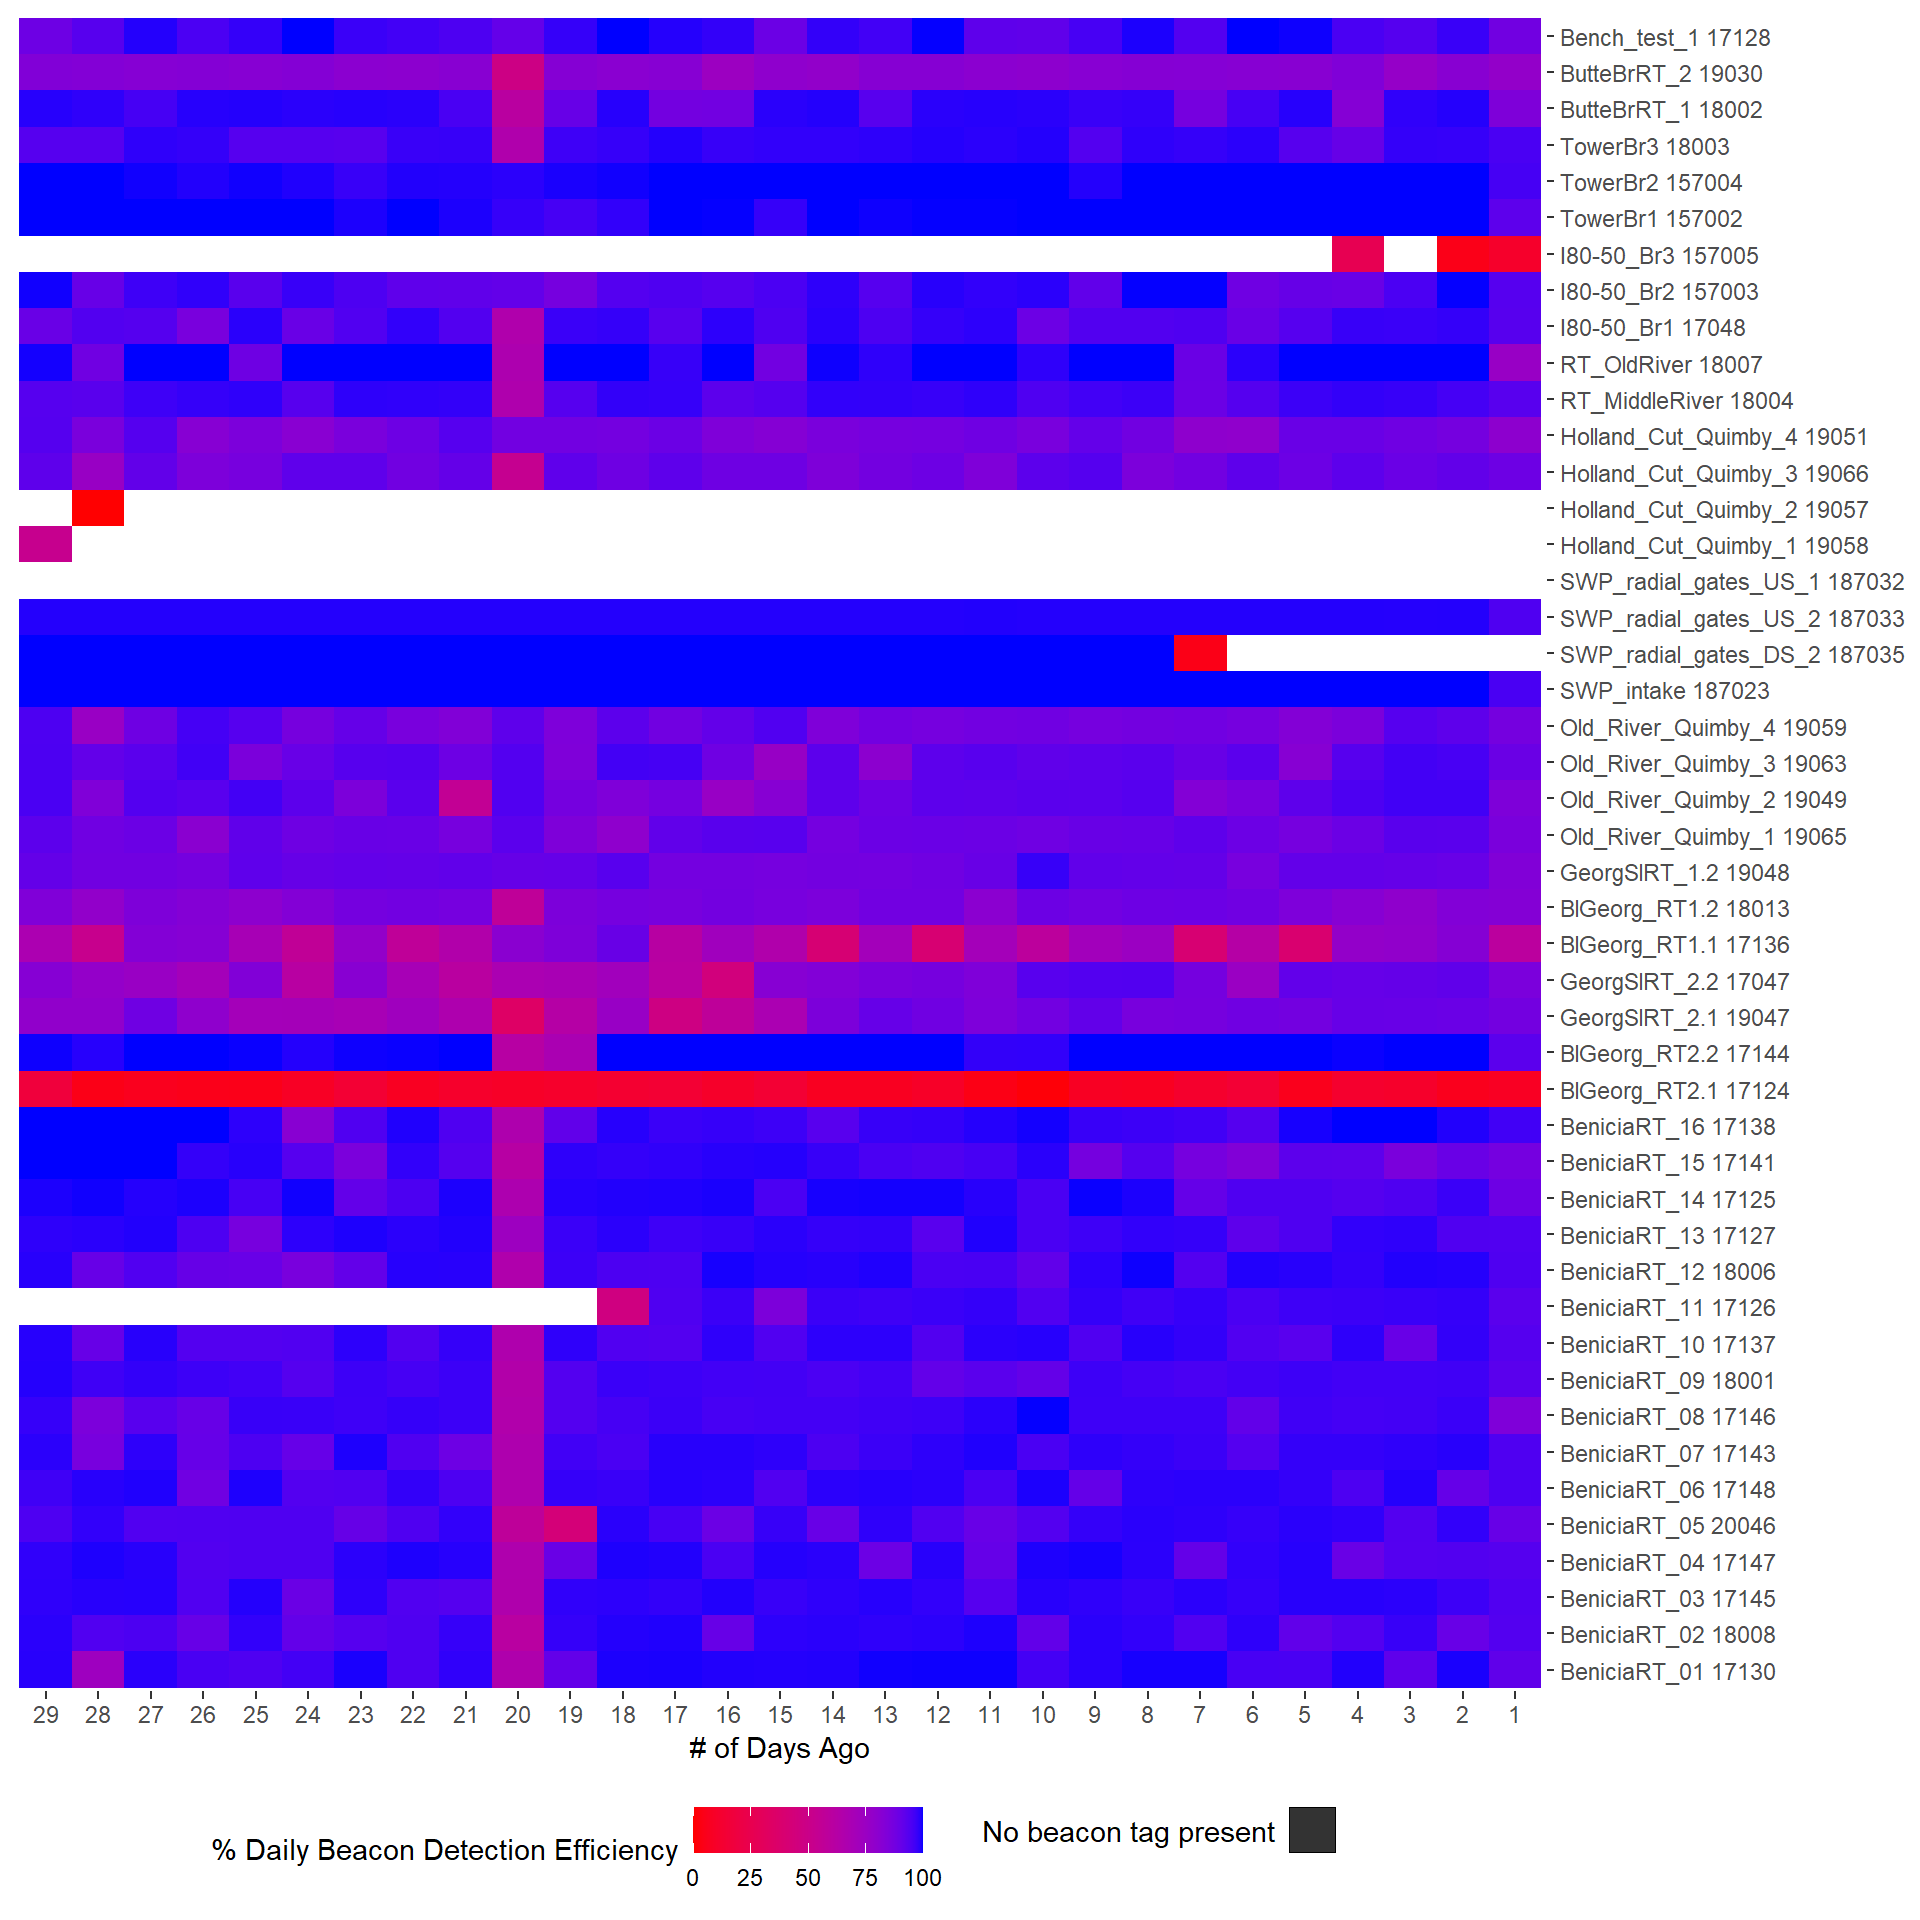 Bench_test_1 17128
ButteBrRT_2 19030
ButteBrRT_1 18002
TowerBr3 18003
TowerBr2 157004
TowerBr1 157002
I80-50_Br3 157005
I80-50_Br2 157003
I80-50_Br1 17048
RT_OldRiver 18007
RT_MiddleRiver 18004
Holland_Cut_Quimby_4 19051
Holland_Cut_Quimby_3 19066
Holland_Cut_Quimby_2 19057
Holland_Cut_Quimby_1 19058
SWP_radial_gates_US_1 187032
SWP_radial_gates_US_2 187033
SWP_radial_gates_DS_2 187035
SWP_intake 187023
Old_River_Quimby_4 19059
Old_River_Quimby_3 19063
Old_River_Quimby_2 19049
Old_River_Quimby_1 19065
GeorgSlRT_1.2 19048
BlGeorg_RT1.2 18013
BlGeorg_RT1.1 17136
GeorgSlRT_2.2 17047
GeorgSlRT_2.1 19047
BlGeorg_RT2.2 17144
BlGeorg_RT2.1 17124
BeniciaRT_16 17138
BeniciaRT_15 17141
BeniciaRT_14 17125
BeniciaRT_13 17127
BeniciaRT_12 18006
BeniciaRT_11 17126
BeniciaRT_10 17137
BeniciaRT_09 18001
BeniciaRT_08 17146
BeniciaRT_07 17143
BeniciaRT_06 17148
BeniciaRT_05 20046
BeniciaRT_04 17147
BeniciaRT_03 17145
BeniciaRT_02 18008
BeniciaRT_01 17130
29 28 27 26 25 24 23 22 21 20 19 18 17 16 15 14 13 12 11 10 9 8 7 6 5 4 3 2 1
# of Days Ago
% Daily Beacon Detection Efficiency
0 25 50 75 100
No beacon tag present